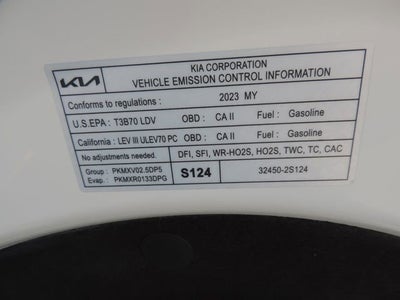 KIA
KIA CORPORATION
VEHICLE EMISSION CONTROL INFORMATION
Conforms to regulations : 2023 MY
U.S.EPA : T3B70 LDV OBD : CA II Fuel : Gasoline
California : LEV III ULEV70 PC OBD : CA II Fuel : Gasoline
No adjustments needed. DFI, SFI, WR-HO2S, HO2S, TWC, TC, CAC
Group : PKMXV02.5DP5 S124 32450-2S124
Evap. : PKMXR0133DPG